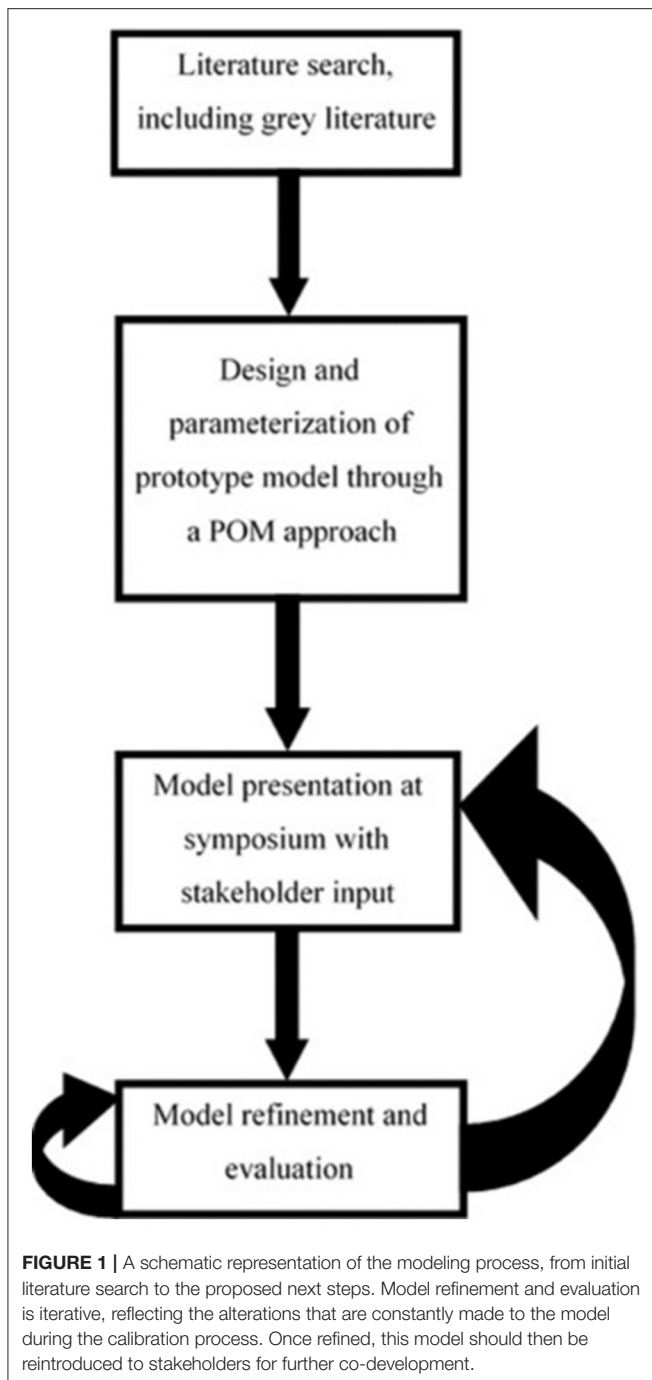 Literature search,
including grey literature
Design and
parameterization of
prototype model through
a POM approach
Model presentation at
symposium with
stakeholder input
Model refinement and
evaluation
FIGURE 1 | A schematic representation of the modeling process, from initial
literature search to the proposed next steps. Model refinement and evaluation
is iterative, reflecting the alterations that are constantly made to the model
during the calibration process. Once refined, this model should then be
reintroduced to stakeholders for further co-development.